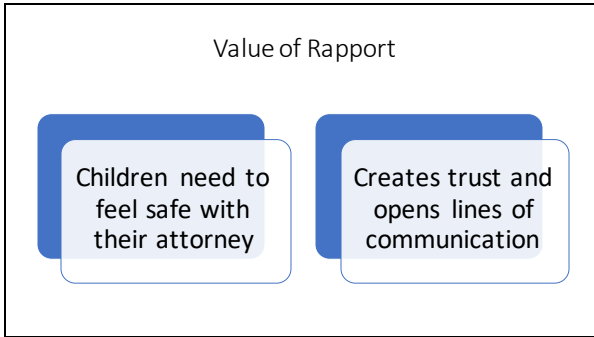 Value of Rapport
Children need to
feel safe with
their attorney
Creates trust and
opens lines of
communication